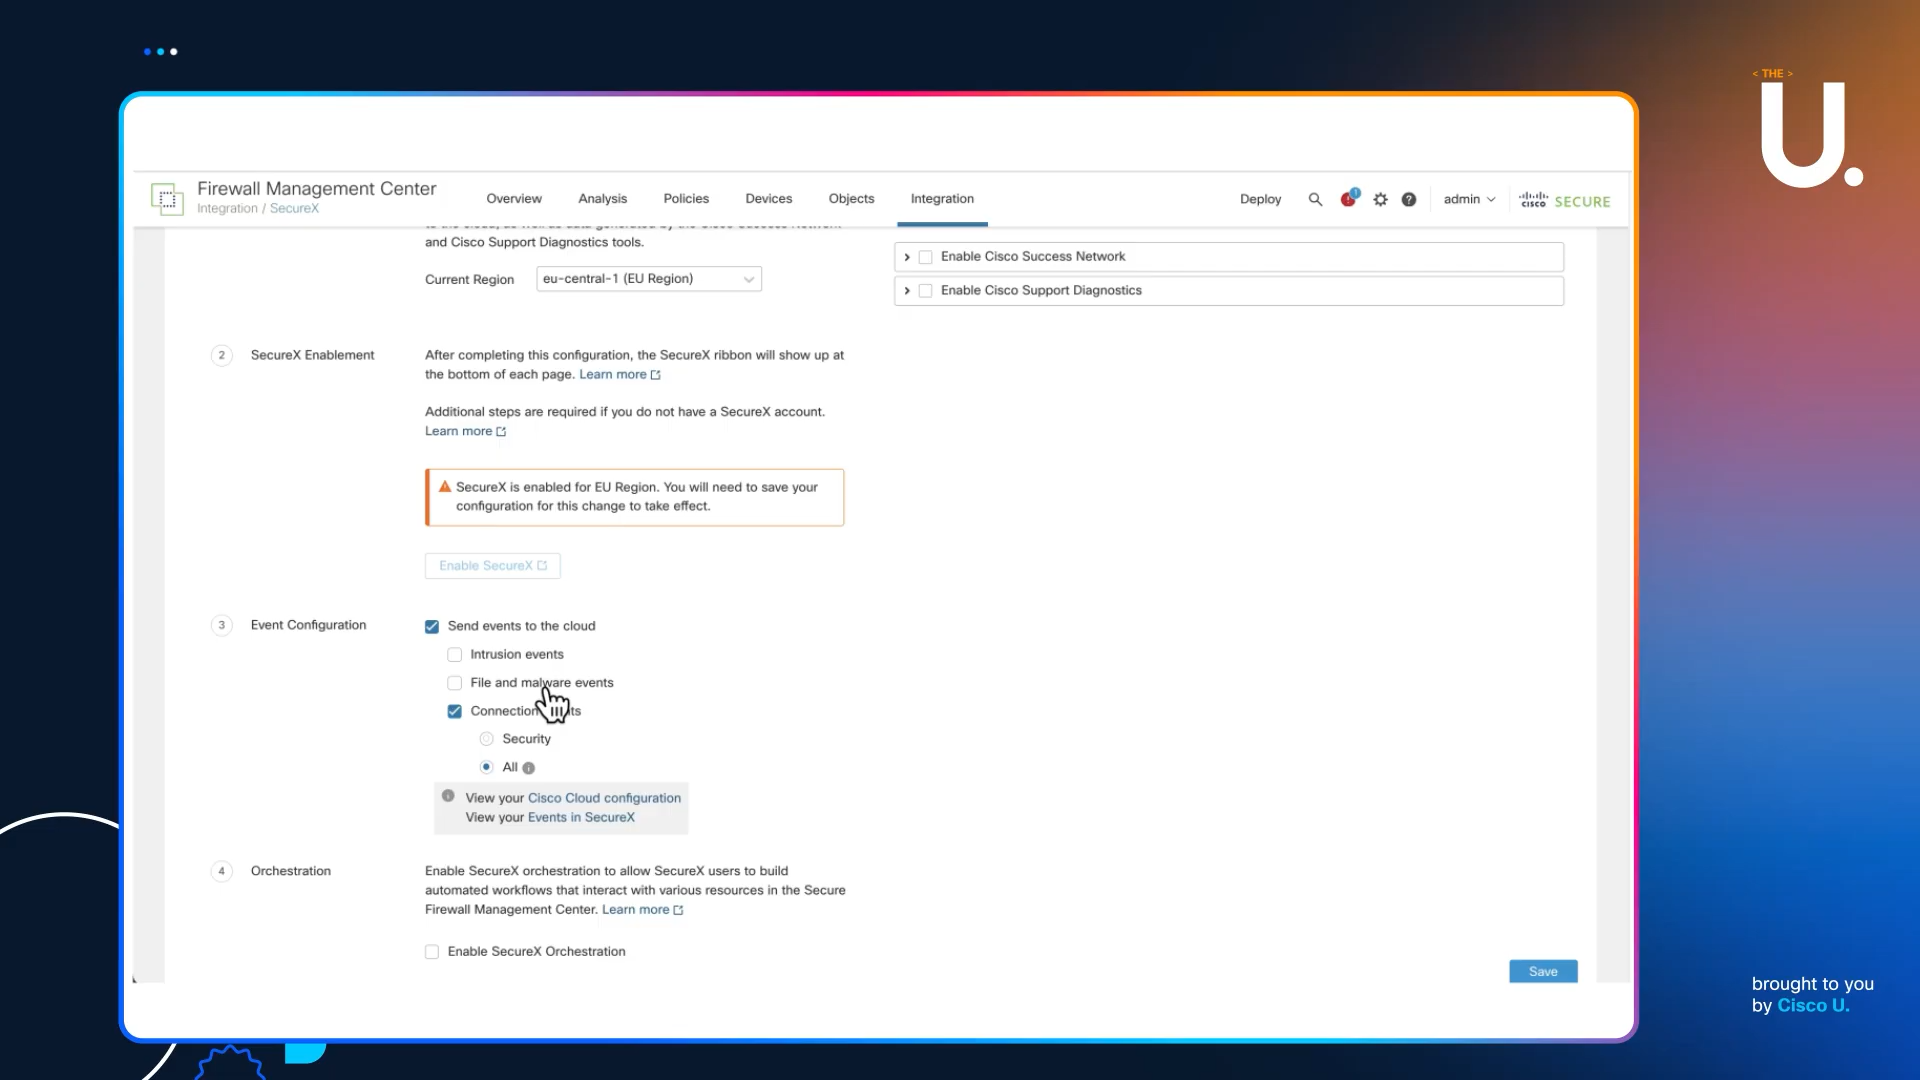 < THE >
U.
Firewall Management Center
Integration / SecureX
Overview
Analysis
Policies
Devices
Objects
Integration
Deploy
1
admin
cisco SECURE
and Cisco Support Diagnostics tools.
Current Region
eu-central-1 (EU Region)
Enable Cisco Success Network
Enable Cisco Support Diagnostics
2
SecureX Enablement
After completing this configuration, the SecureX ribbon will show up at
the bottom of each page. Learn more
Additional steps are required if you do not have a SecureX account.
Learn more
SecureX is enabled for EU Region. You will need to save your
configuration for this change to take effect.
Enable SecureX
3
Event Configuration
Send events to the cloud
Intrusion events
File and malware events
Connection
Security
All
View your Cisco Cloud configuration
View your Events in SecureX
4
Orchestration
Enable SecureX orchestration to allow SecureX users to build
automated workflows that interact with various resources in the Secure
Firewall Management Center. Learn more
Enable SecureX Orchestration
Save
brought to you
by Cisco U.